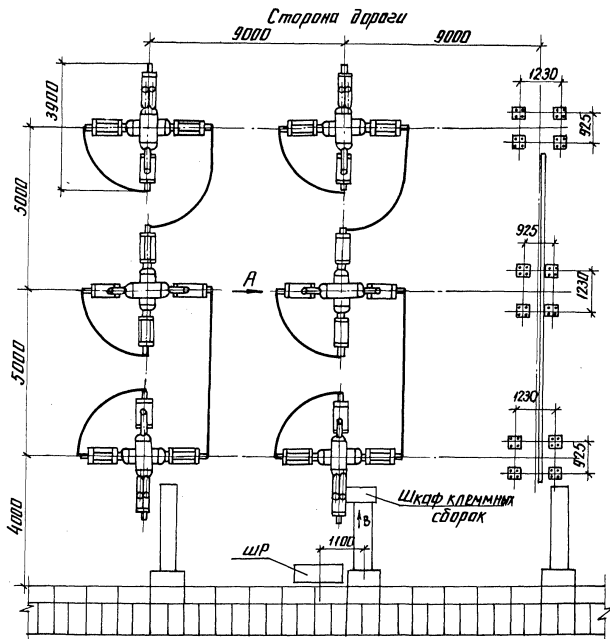 Сторона дороги
9000
9000
1230
3900
925
5000
925
А
1230
5000
1230
925
Шкаф клеммных
сборок
4000
В
1100
ШР